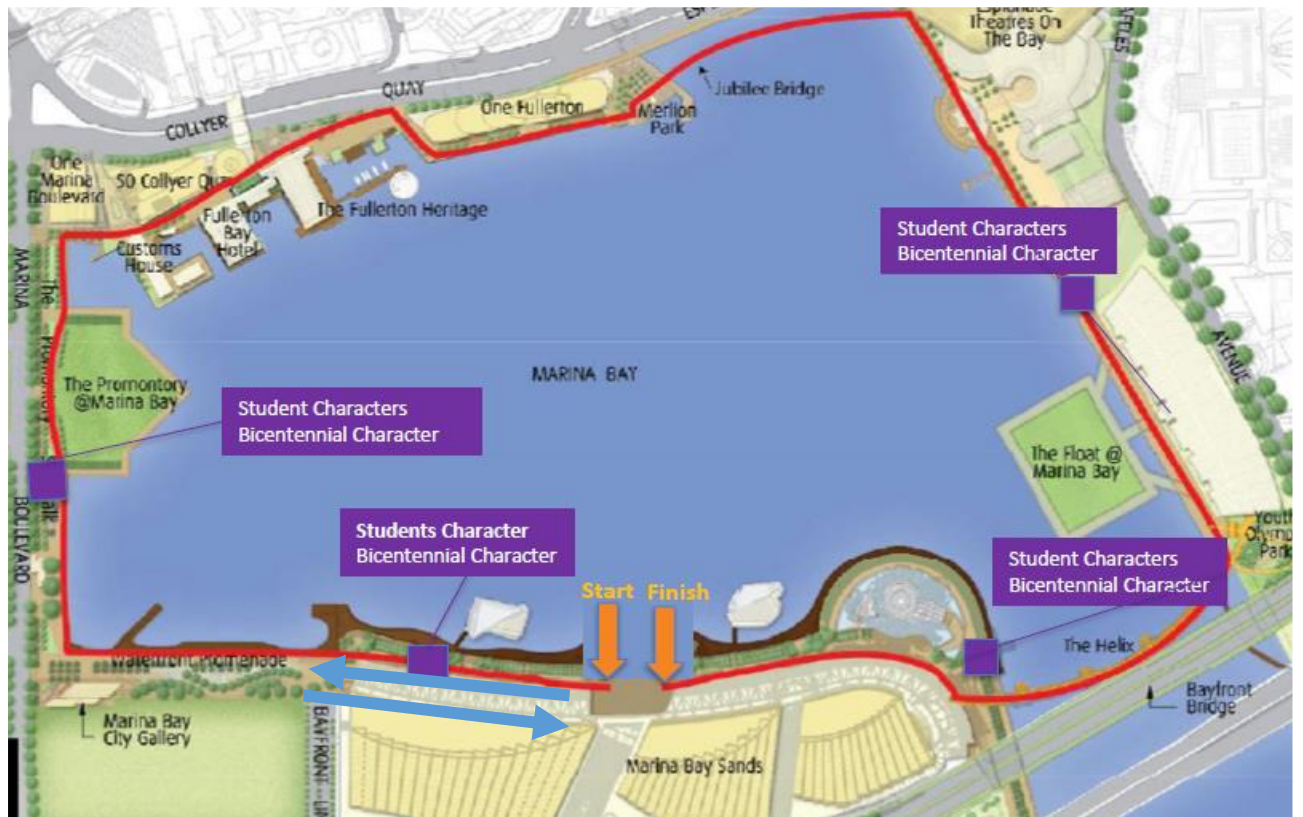 Theatres On
The Bay
Jubilee Bridge
QUAY
One Fullerton
COLLYER
Merlion
Park
One
Marina
Boulevard
50 Collyer
Fullerton
Bay
Hotel
The Fullerton Heritage
Customs
House
MARINA
The
Promontory
The Promontory
@Marina Bay
BOULEVARD
MARINA BAY
AVENUE
Student Characters
Bicentennial Character
Student Characters
Bicentennial Character
The Float @
Marina Bay
Students Character
Bicentennial Character
Student Characters
Bicentennial Character
Start Finish
Park
The Helix
Waterfront Promenade
Bayfront
Bridge
Marina Bay
City Gallery
BAYFRONT
Marina Bay Sands